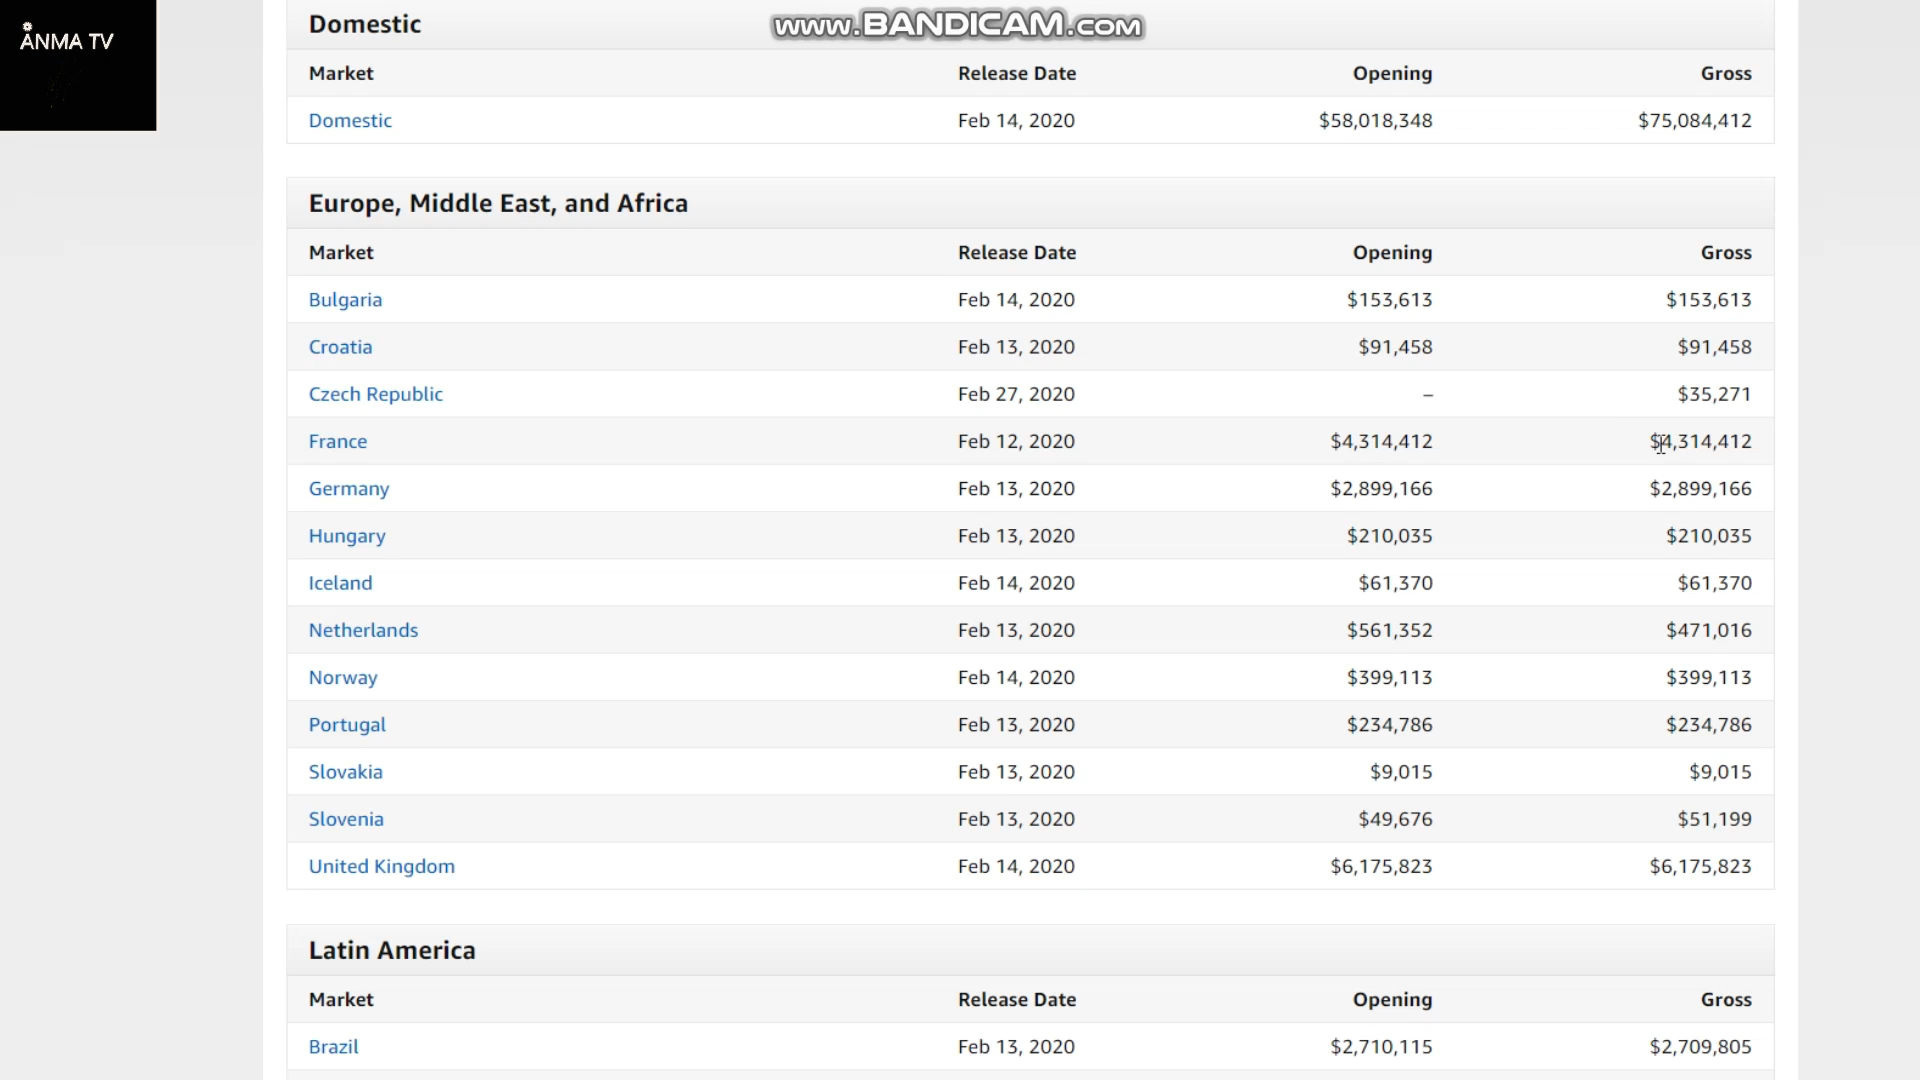 ANMA TV
www.BANDICAM.com
Domestic
Market Release Date Opening Gross
Domestic Feb 14, 2020 $58,018,348 $75,084,412
Europe, Middle East, and Africa
Market Release Date Opening Gross
Bulgaria Feb 14, 2020 $153,613 $153,613
Croatia Feb 13, 2020 $91,458 $91,458
Czech Republic Feb 27, 2020 – $35,271
France Feb 12, 2020 $4,314,412 $4,314,412
Germany Feb 13, 2020 $2,899,166 $2,899,166
Hungary Feb 13, 2020 $210,035 $210,035
Iceland Feb 14, 2020 $61,370 $61,370
Netherlands Feb 13, 2020 $561,352 $471,016
Norway Feb 14, 2020 $399,113 $399,113
Portugal Feb 13, 2020 $234,786 $234,786
Slovakia Feb 13, 2020 $9,015 $9,015
Slovenia Feb 13, 2020 $49,676 $51,199
United Kingdom Feb 14, 2020 $6,175,823 $6,175,823
Latin America
Market Release Date Opening Gross
Brazil Feb 13, 2020 $2,710,115 $2,709,805